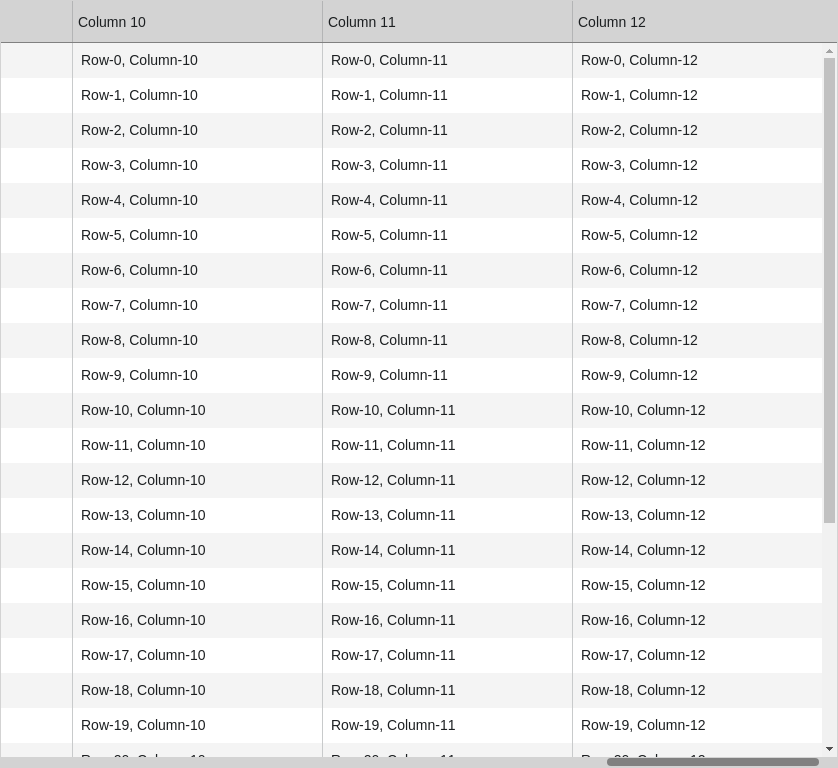 Column 10 Column 11 Column 12
Row-0, Column-10 Row-0, Column-11 Row-0, Column-12
Row-1, Column-10 Row-1, Column-11 Row-1, Column-12
Row-2, Column-10 Row-2, Column-11 Row-2, Column-12
Row-3, Column-10 Row-3, Column-11 Row-3, Column-12
Row-4, Column-10 Row-4, Column-11 Row-4, Column-12
Row-5, Column-10 Row-5, Column-11 Row-5, Column-12
Row-6, Column-10 Row-6, Column-11 Row-6, Column-12
Row-7, Column-10 Row-7, Column-11 Row-7, Column-12
Row-8, Column-10 Row-8, Column-11 Row-8, Column-12
Row-9, Column-10 Row-9, Column-11 Row-9, Column-12
Row-10, Column-10 Row-10, Column-11 Row-10, Column-12
Row-11, Column-10 Row-11, Column-11 Row-11, Column-12
Row-12, Column-10 Row-12, Column-11 Row-12, Column-12
Row-13, Column-10 Row-13, Column-11 Row-13, Column-12
Row-14, Column-10 Row-14, Column-11 Row-14, Column-12
Row-15, Column-10 Row-15, Column-11 Row-15, Column-12
Row-16, Column-10 Row-16, Column-11 Row-16, Column-12
Row-17, Column-10 Row-17, Column-11 Row-17, Column-12
Row-18, Column-10 Row-18, Column-11 Row-18, Column-12
Row-19, Column-10 Row-19, Column-11 Row-19, Column-12